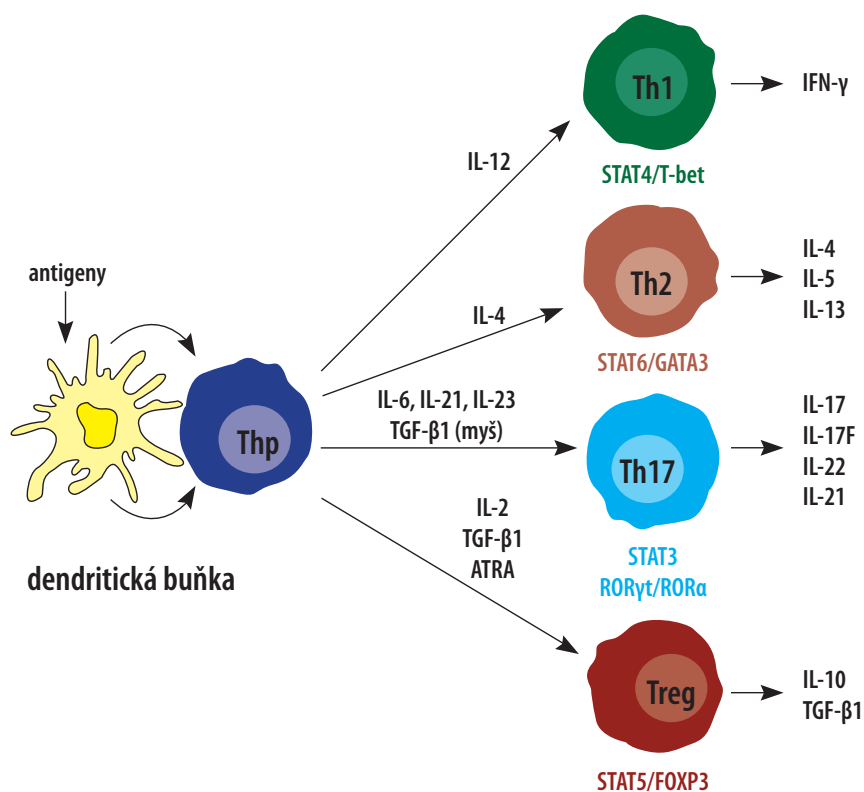 antigeny
dendritická buňka
Thp
IL-12
Th1
STAT4/T-bet
IFN-γ
IL-4
Th2
STAT6/GATA3
IL-4
IL-5
IL-13
IL-6, IL-21, IL-23
TGF-β1 (myš)
Th17
STAT3
RORγt/RORα
IL-17
IL-17F
IL-22
IL-21
IL-2
TGF-β1
ATRA
Treg
STAT5/FOXP3
IL-10
TGF-β1